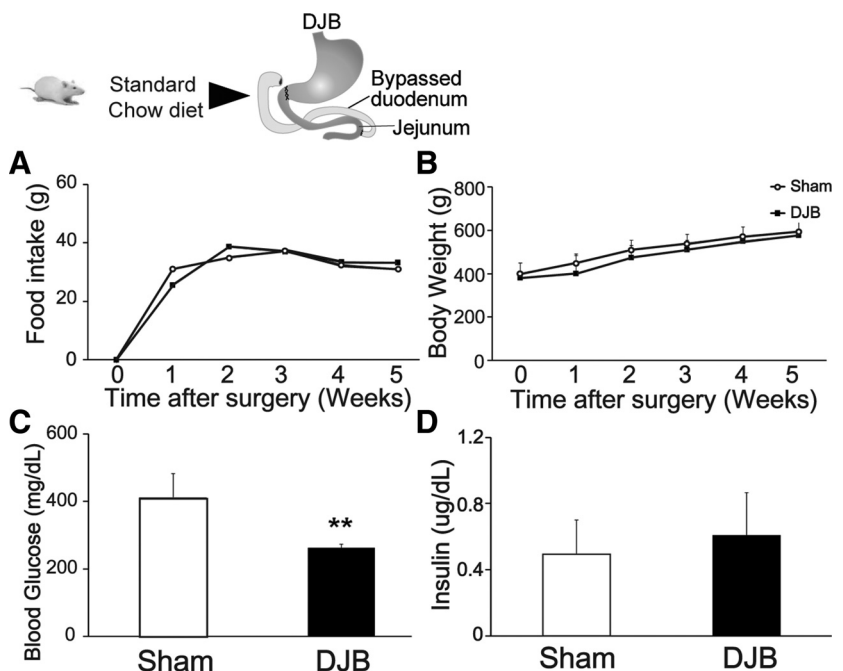 DJB
Standard
Chow diet
Bypassed
duodenum
Jejunum
A
Food intake (g)
60
40
20
0
0 1 2 3 4 5
Time after surgery (Weeks)
B
Body Weight (g)
800
600
400
200
0
Sham
DJB
0 1 2 3 4 5
Time after surgery (Weeks)
C
Blood Glucose (mg/dL)
600
400
200
0
**
Sham DJB
D
Insulin (ug/dL)
1.2
0.8
0.4
0
Sham DJB